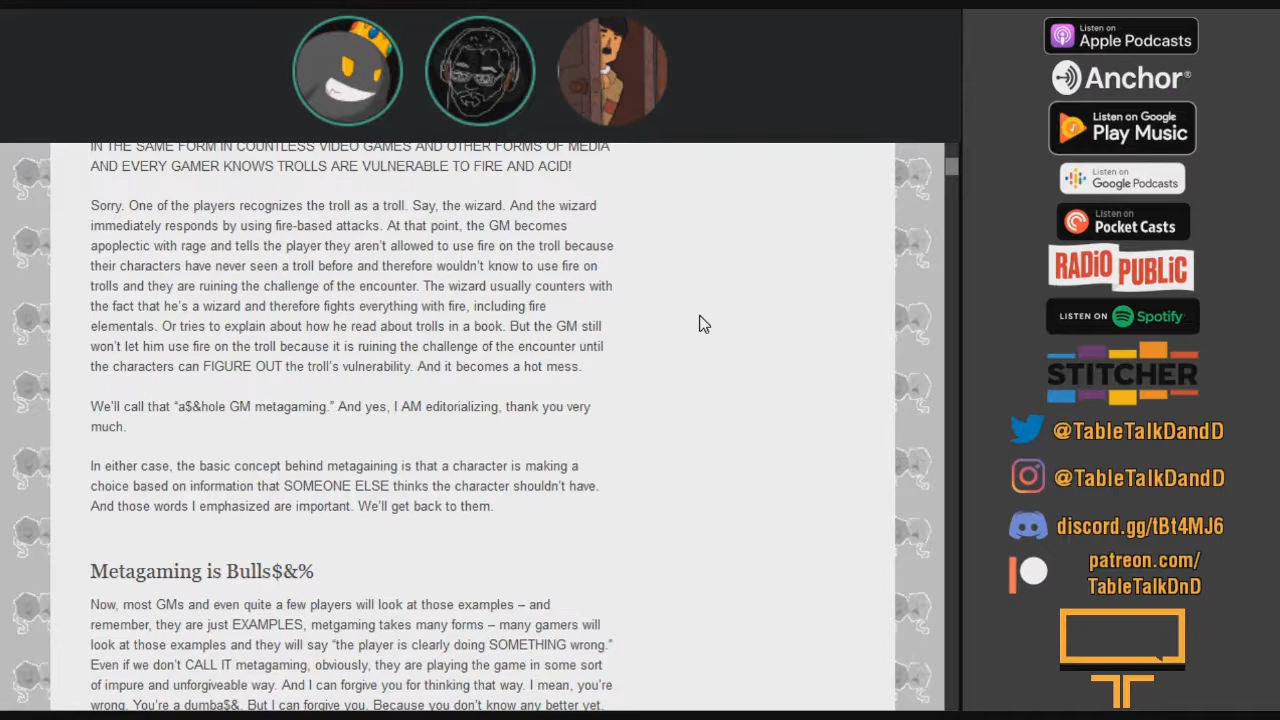 IN THE SAME FORM IN COUNTLESS VIDEO GAMES AND OTHER FORMS OF MEDIA
AND EVERY GAMER KNOWS TROLLS ARE VULNERABLE TO FIRE AND ACID!
Sorry. One of the players recognizes the troll as a troll. Say, the wizard. And the wizard
immediately responds by using fire-based attacks. At that point, the GM becomes
apoplectic with rage and tells the player they aren’t allowed to use fire on the troll because
their characters have never seen a troll before and therefore wouldn’t know to use fire on
trolls and they are ruining the challenge of the encounter. The wizard usually counters with
the fact that he’s a wizard and therefore fights everything with fire, including fire
elementals. Or tries to explain about how he read about trolls in a book. But the GM still
won’t let him use fire on the troll because it is ruining the challenge of the encounter until
the characters can FIGURE OUT the troll’s vulnerability. And it becomes a hot mess.
We’ll call that “a$&hole GM metagaming.” And yes, I AM editorializing, thank you very
much.
In either case, the basic concept behind metagaining is that a character is making a
choice based on information that SOMEONE ELSE thinks the character shouldn’t have.
And those words I emphasized are important. We’ll get back to them.
Metagaming is Bulls$&%
Now, most GMs and even quite a few players will look at those examples – and
remember, they are just EXAMPLES, metgaming takes many forms – many gamers will
look at those examples and they will say “the player is clearly doing SOMETHING wrong.”
Even if we don’t CALL IT metagaming, obviously, they are playing the game in some sort
of impure and unforgiveable way. And I can forgive you for thinking that way. I mean, you’re
wrong. You’re a dumba$&. But I can forgive you. Because you don’t know any better yet.
Listen on
Apple Podcasts
Anchor®
Listen on Google
Play Music
Listen on
Google Podcasts
Listen on
Pocket Casts
RADiO PUBLiC
LISTEN ON Spotify®
STITCHER
@TableTalkDandD
@TableTalkDandD
discord.gg/tBt4MJ6
patreon.com/
TableTalkDnD